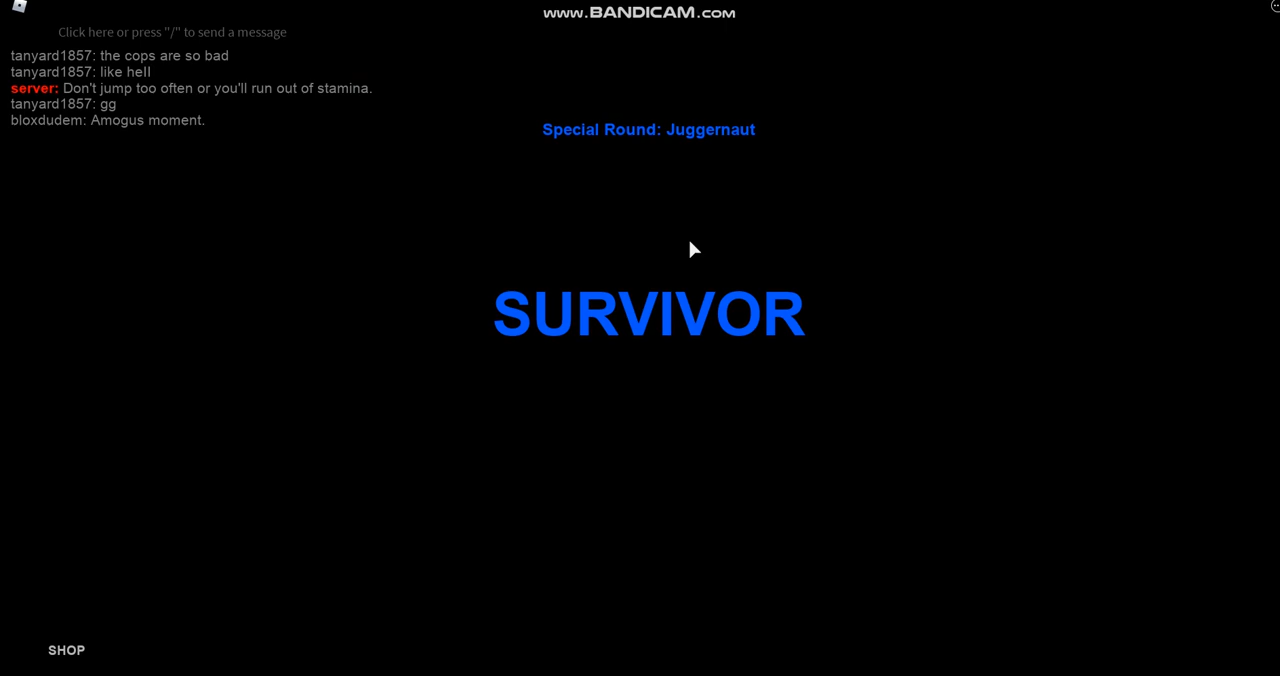 www.BANDICAM.com
Click here or press "/" to send a message
tanyard1857: the cops are so bad
tanyard1857: like hell
server: Don't jump too often or you'll run out of stamina.
tanyard1857: gg
bloxdudem: Amogus moment.
Special Round: Juggernaut
SURVIVOR
SHOP